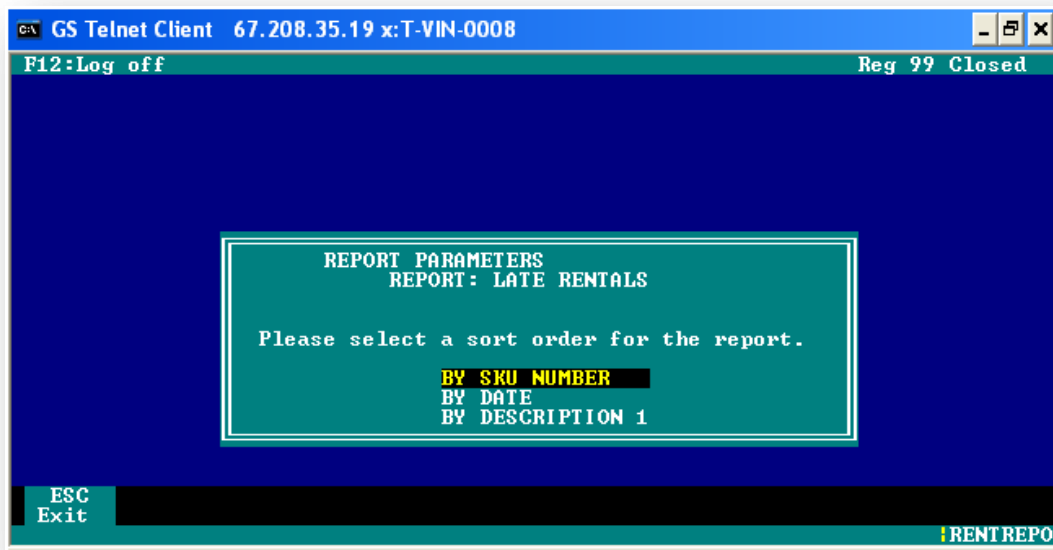 GS Telnet Client 67.208.35.19 x:T-VIN-0008
F12:Log off Reg 99 Closed
REPORT PARAMETERS
REPORT: LATE RENTALS
Please select a sort order for the report.
BY SKU NUMBER
BY DATE
BY DESCRIPTION 1
ESC
Exit
RENTREPO